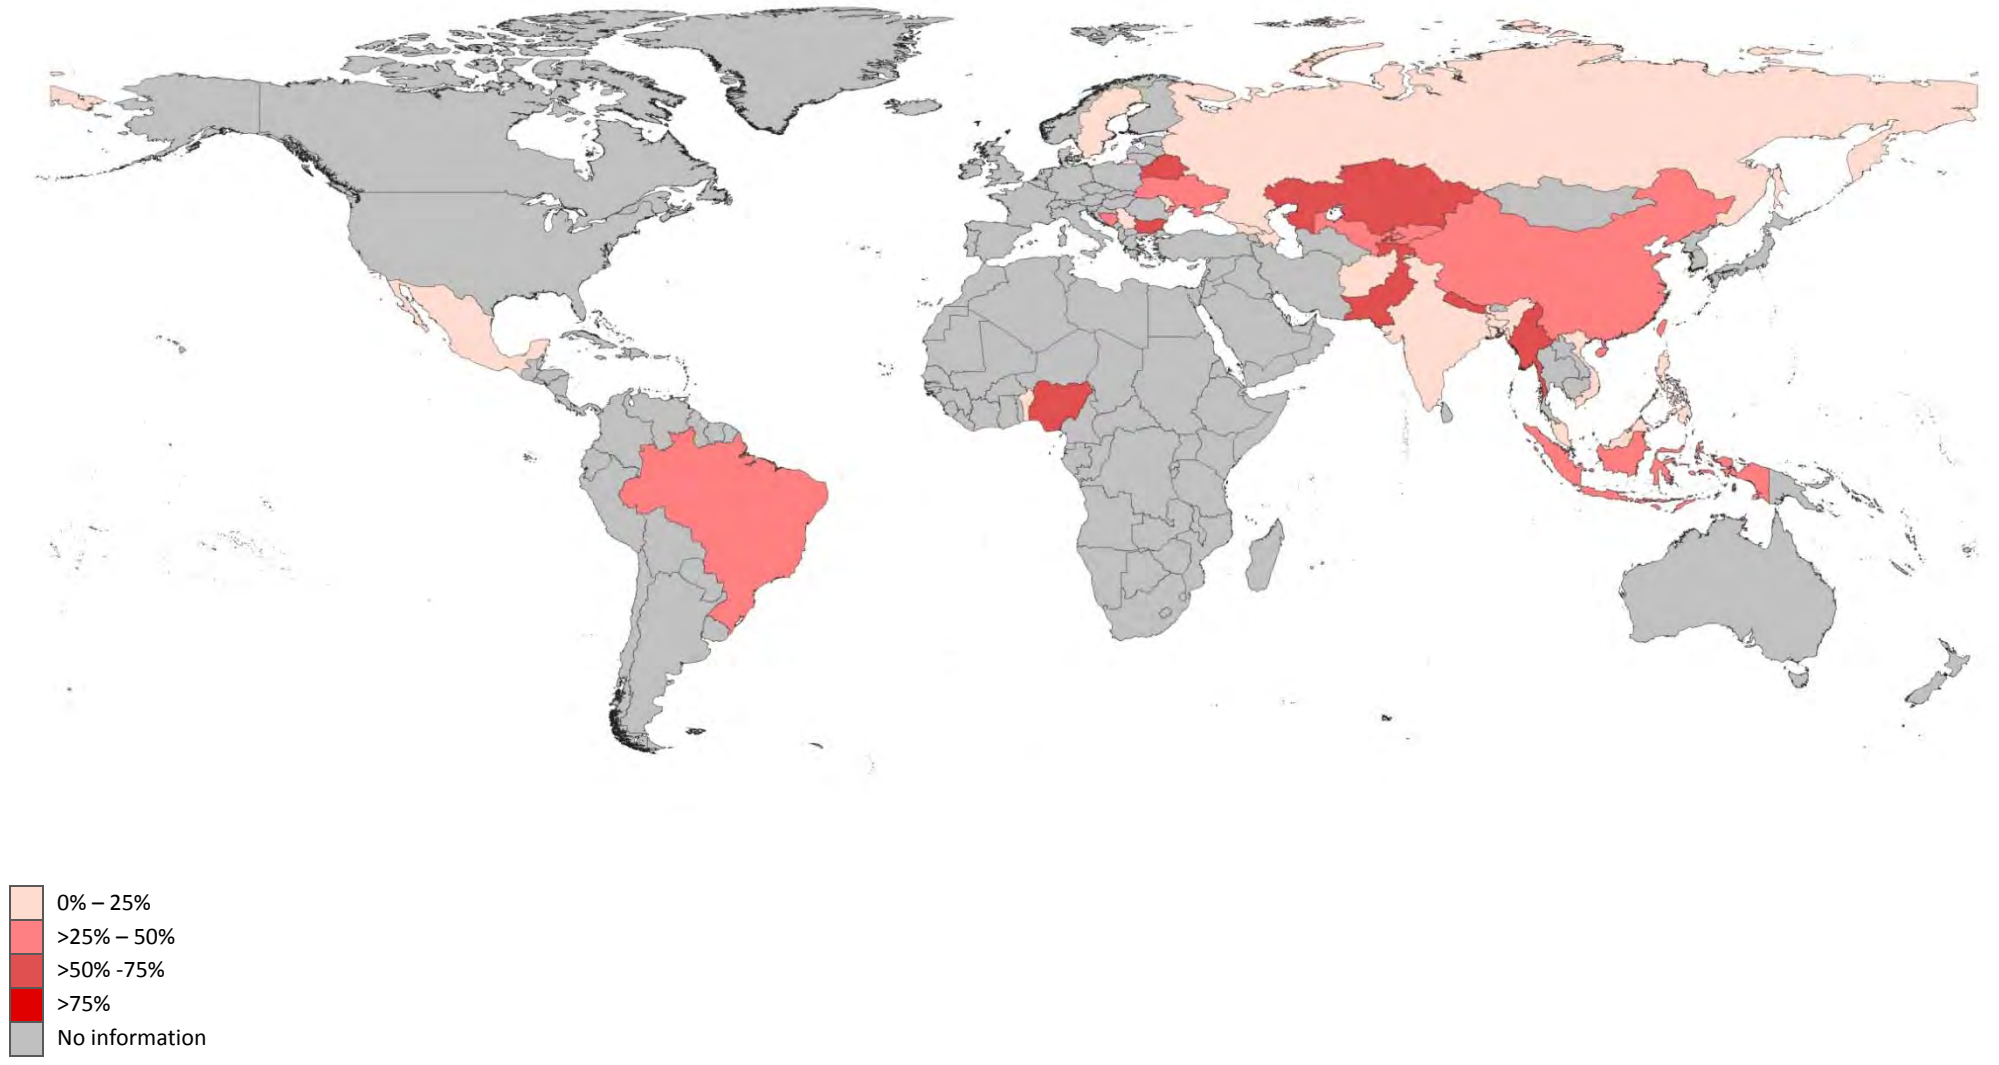 0% – 25%
>25% – 50%
>50% -75%
>75%
No information